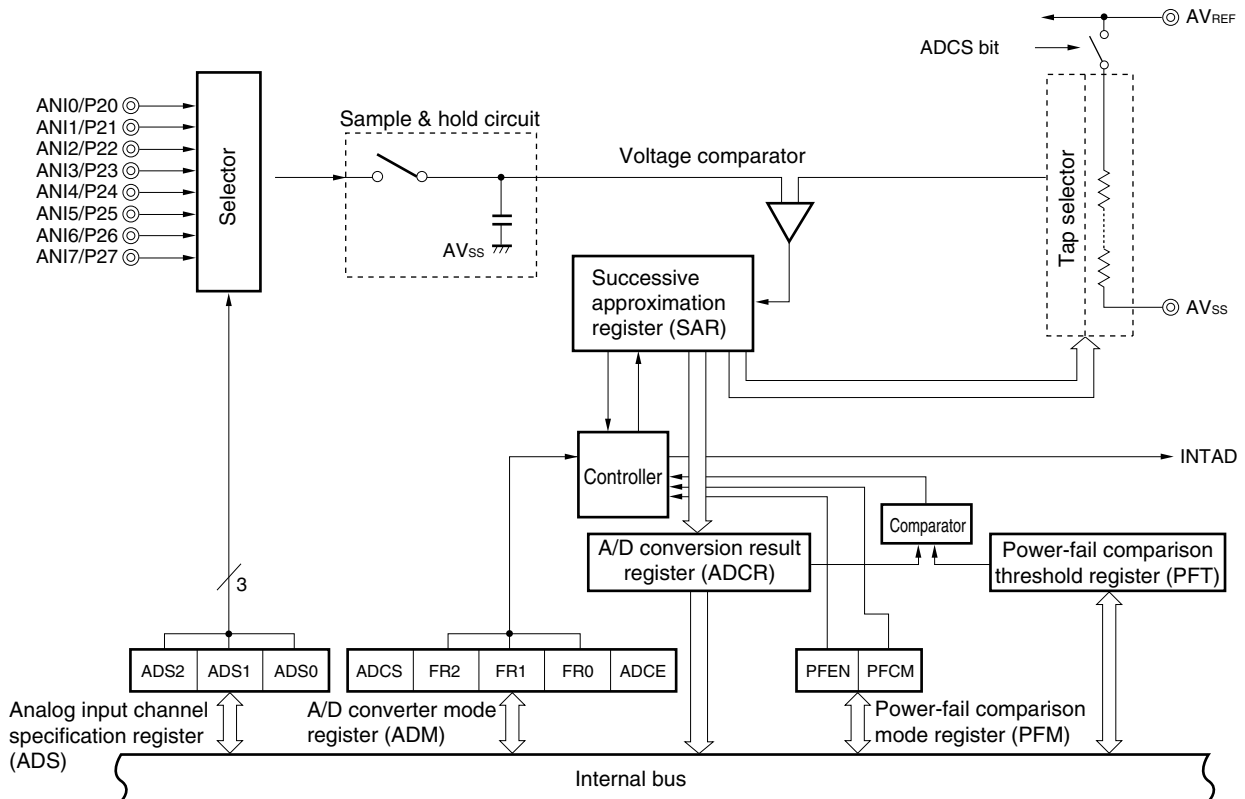 AVREF
ADCS bit
ANI0/P20
ANI1/P21
ANI2/P22
ANI3/P23
ANI4/P24
ANI5/P25
ANI6/P26
ANI7/P27
Selector
Sample & hold circuit
AVSS
Voltage comparator
Tap selector
AVSS
Successive
approximation
register (SAR)
Controller
INTAD
Comparator
A/D conversion result
register (ADCR)
Power-fail comparison
threshold register (PFT)
3
ADS2 ADS1 ADS0
ADCS FR2 FR1 FR0 ADCE
PFEN PFCM
Analog input channel
specification register
(ADS)
A/D converter mode
register (ADM)
Power-fail comparison
mode register (PFM)
Internal bus